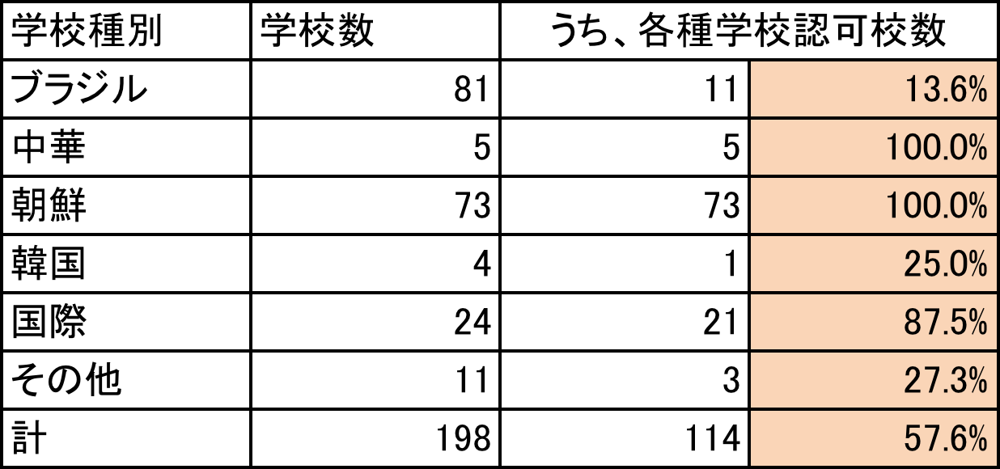 学校種別 学校数 うち、各種学校認可校数
ブラジル 81 11 13.6%
中華 5 5 100.0%
朝鮮 73 73 100.0%
韓国 4 1 25.0%
国際 24 21 87.5%
その他 11 3 27.3%
計 198 114 57.6%